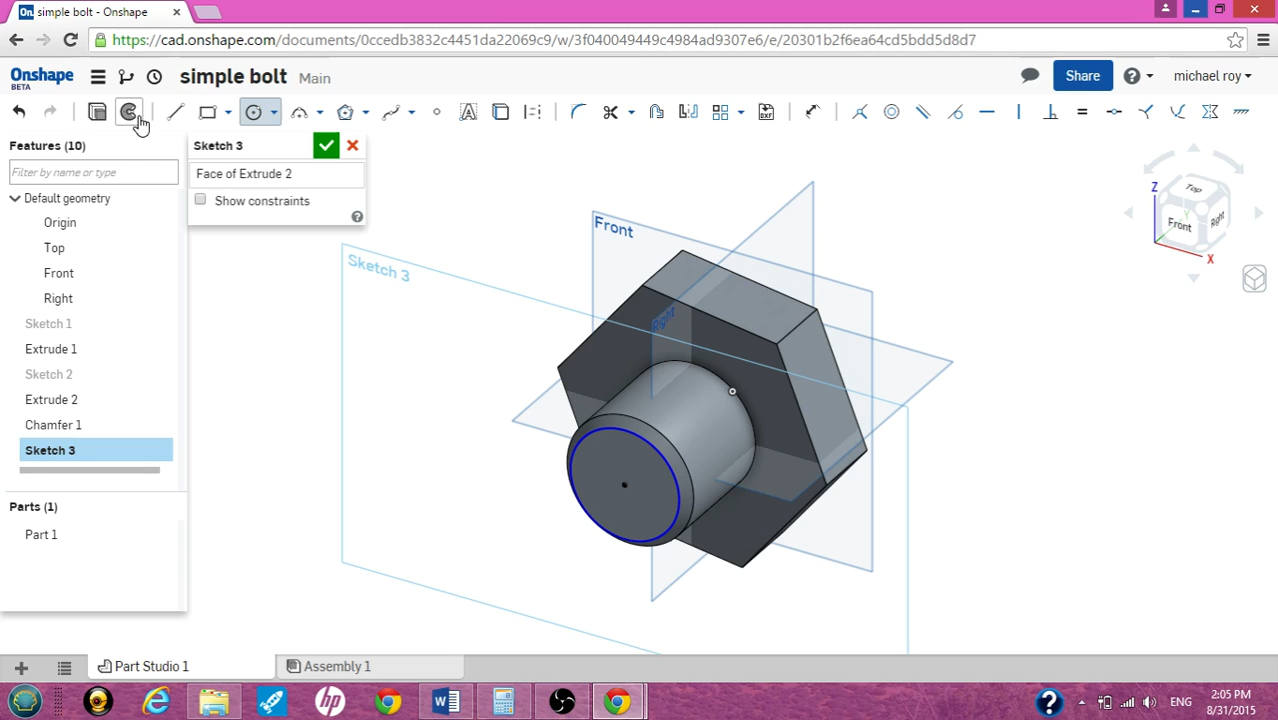 On. simple bolt - Onshape
https://cad.onshape.com/documents/0ccedb3832c4451da22069c9/w/3f040049449c4984ad9307e6/e/20301b2f6ea64cd5bdd5d8d7
Onshape
BETA
simple bolt Main
Share
michael roy
Features (10)
Filter by name or type
Default geometry
Origin
Top
Front
Right
Sketch 1
Extrude 1
Sketch 2
Extrude 2
Chamfer 1
Sketch 3
Parts (1)
Part 1
Sketch 3
Face of Extrude 2
Show constraints
Front
Sketch 3
Right
Top
Front
Right
Z
Y
X
Part Studio 1
Assembly 1
ENG
2:05 PM
8/31/2015